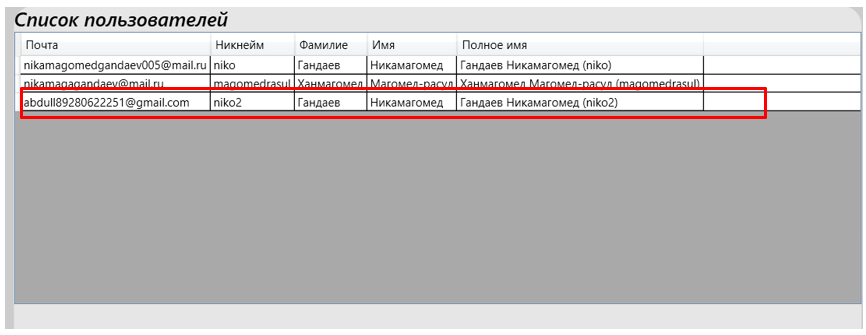 Список пользователей
Почта Никнейм Фамилие Имя Полное имя
nikamagomedgandaev005@mail.ru niko Гандаев Никамагомед Гандаев Никамагомед (niko)
nikamagagandaev@mail.ru magomedrasul Ханмагомед Магомед-расул Ханмагомед Магомед-расул (magomedrasul)
abdull89280622251@gmail.com niko2 Гандаев Никамагомед Гандаев Никамагомед (niko2)